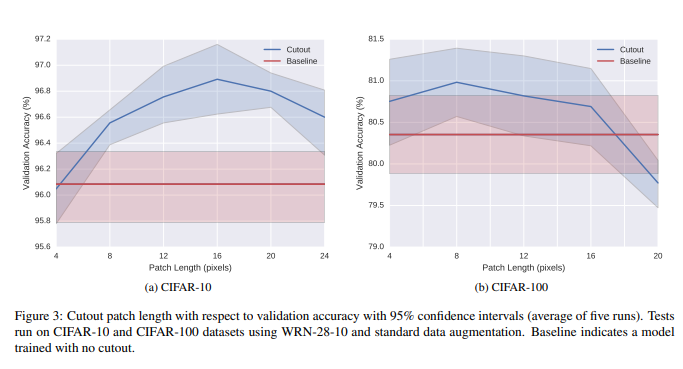 97.2
97.0
96.8
96.6
96.4
96.2
96.0
95.8
95.6
Validation Accuracy (%)
Cutout
Baseline
4 8 12 16 20 24
Patch Length (pixels)
(a) CIFAR-10
81.5
81.0
80.5
80.0
79.5
79.0
Validation Accuracy (%)
Cutout
Baseline
4 8 12 16 20
Patch Length (pixels)
(b) CIFAR-100
Figure 3: Cutout patch length with respect to validation accuracy with 95% confidence intervals (average of five runs). Tests
run on CIFAR-10 and CIFAR-100 datasets using WRN-28-10 and standard data augmentation. Baseline indicates a model
trained with no cutout.